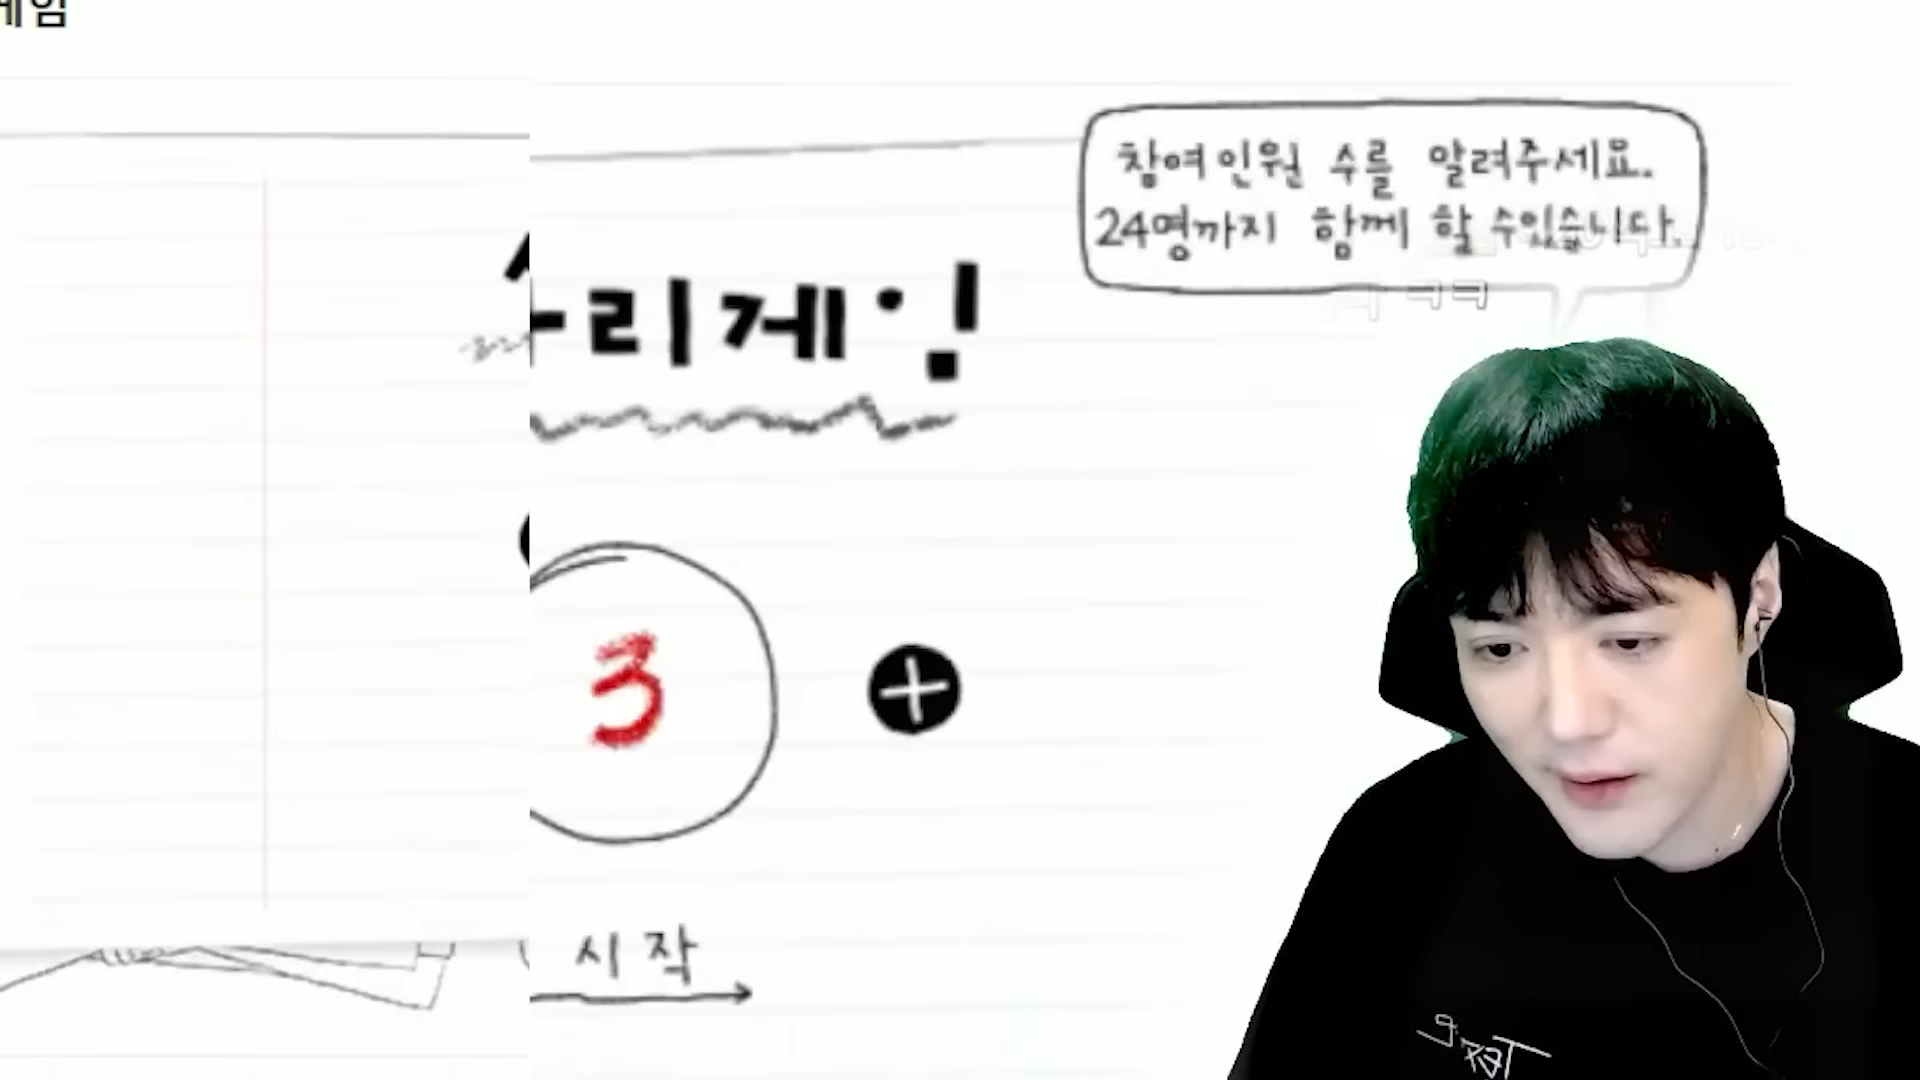 게임
참여인원 수를 알려주세요.
24명까지 함께 할 수있습니다.
ㅋㅋ
리게임
3
시작